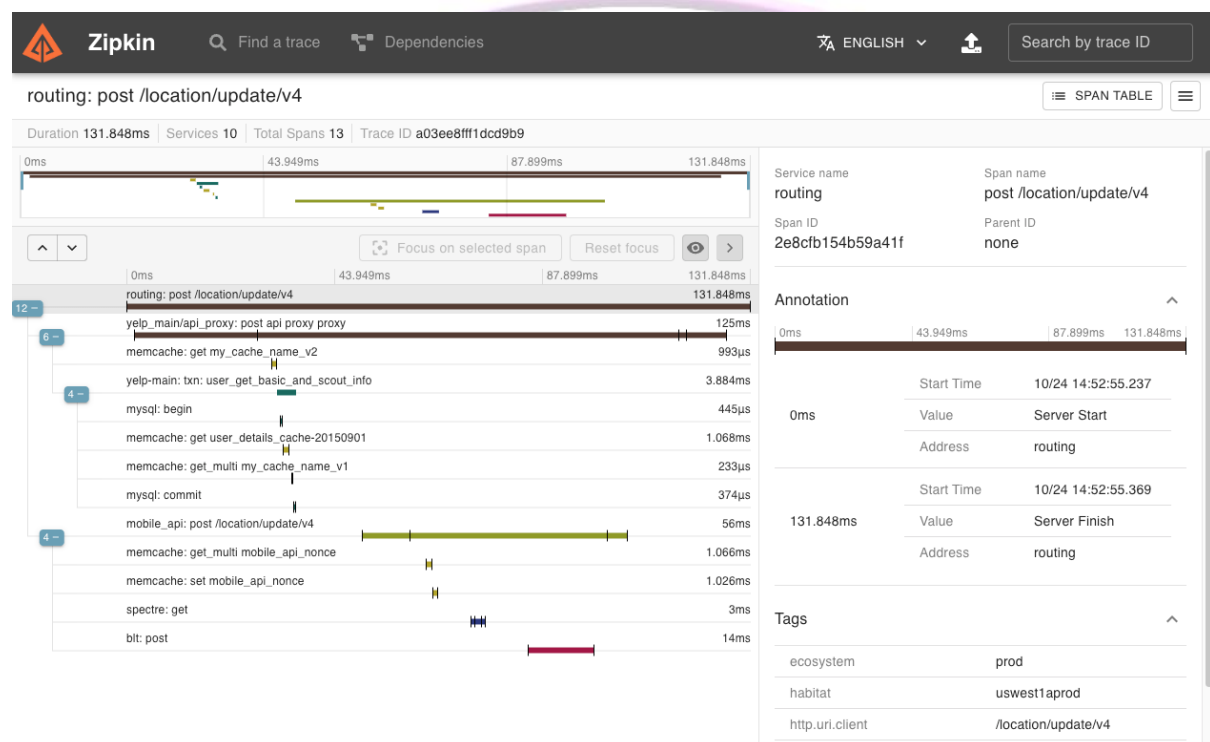 Zipkin Find a trace Dependencies ENGLISH Search by trace ID
routing: post /location/update/v4 SPAN TABLE
Duration 131.848ms Services 10 Total Spans 13 Trace ID a03ee8fff1dcd9b9
0ms 43.949ms 87.899ms 131.848ms
Focus on selected span Reset focus
0ms 43.949ms 87.899ms 131.848ms
routing: post /location/update/v4 131.848ms
12 −
yelp_main/api_proxy: post api proxy proxy 125ms
6 −
memcache: get my_cache_name_v2 993µs
yelp-main: txn: user_get_basic_and_scout_info 3.884ms
4 −
mysql: begin 445µs
memcache: get user_details_cache-20150901 1.068ms
memcache: get_multi my_cache_name_v1 233µs
mysql: commit 374µs
mobile_api: post /location/update/v4 56ms
4 −
memcache: get_multi mobile_api_nonce 1.066ms
memcache: set mobile_api_nonce 1.026ms
spectre: get 3ms
blt: post 14ms
Service name Span name
routing post /location/update/v4
Span ID Parent ID
2e8cfb154b59a41f none
Annotation
0ms 43.949ms 87.899ms 131.848ms
Start Time 10/24 14:52:55.237
0ms Value Server Start
Address routing
Start Time 10/24 14:52:55.369
131.848ms Value Server Finish
Address routing
Tags
ecosystem prod
habitat uswest1aprod
http.uri.client /location/update/v4